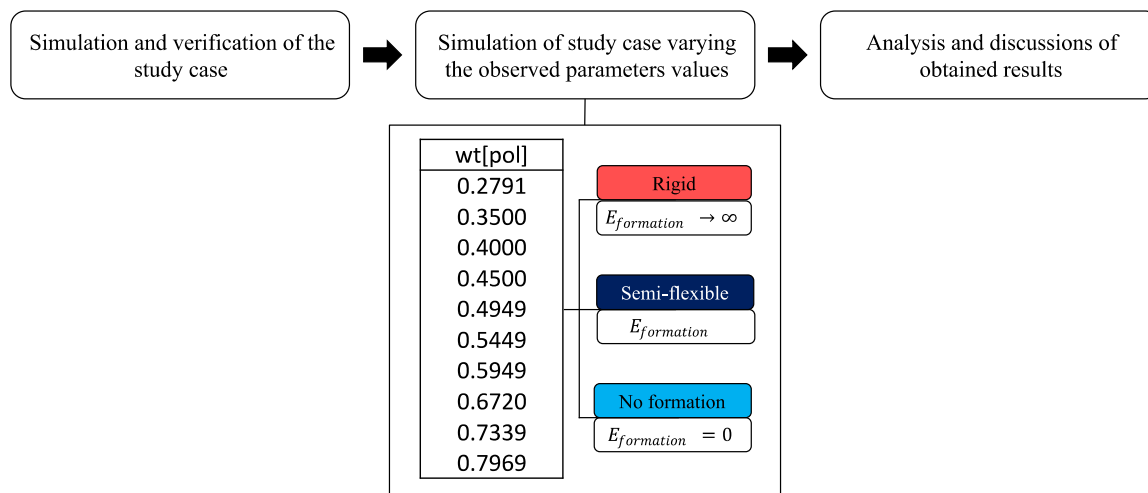 Simulation and verification of the
study case
Simulation of study case varying
the observed parameters values
Analysis and discussions of
obtained results
wt[pol]
0.2791
0.3500
0.4000
0.4500
0.4949
0.5449
0.5949
0.6720
0.7339
0.7969
Rigid
E_formation → ∞
Semi-flexible
E_formation
No formation
E_formation = 0